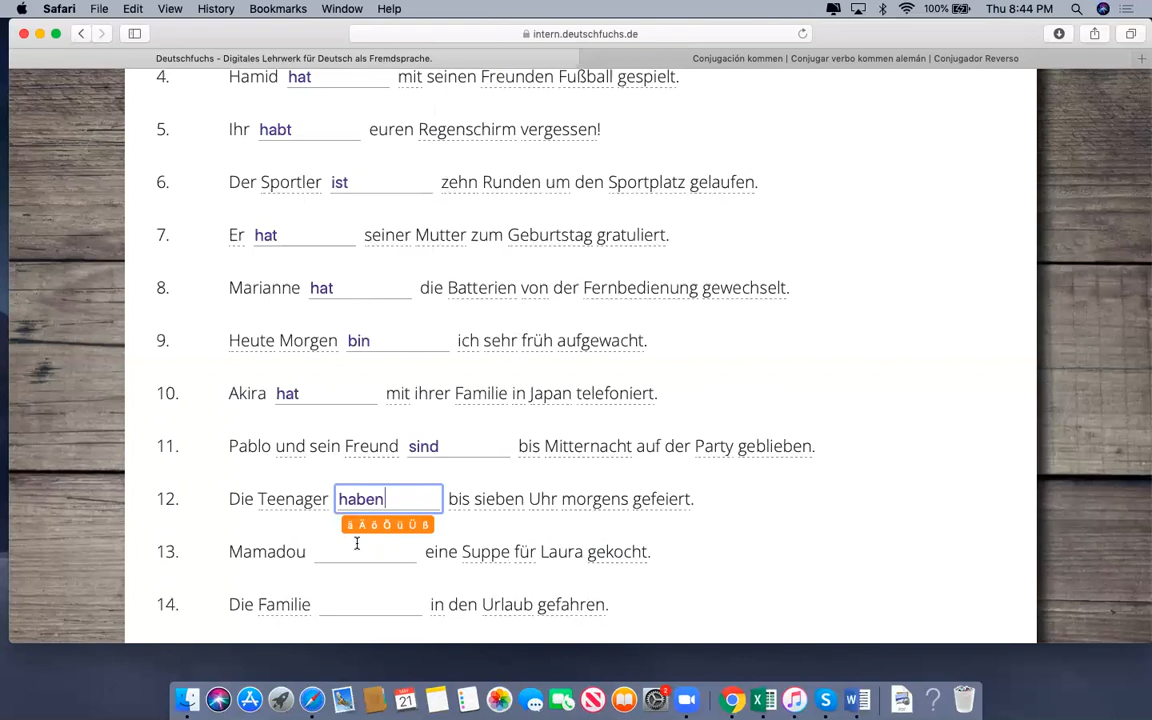 Safari File Edit View History Bookmarks Window Help 100% Thu 8:44 PM
intern.deutschfuchs.de
Deutschfuchs - Digitales Lehrwerk für Deutsch als Fremdsprache. Conjugación kommen | Conjugar verbo kommen alemán | Conjugador Reverso
4. Hamid hat mit seinen Freunden Fußball gespielt.
5. Ihr habt euren Regenschirm vergessen!
6. Der Sportler ist zehn Runden um den Sportplatz gelaufen.
7. Er hat seiner Mutter zum Geburtstag gratuliert.
8. Marianne hat die Batterien von der Fernbedienung gewechselt.
9. Heute Morgen bin ich sehr früh aufgewacht.
10. Akira hat mit ihrer Familie in Japan telefoniert.
11. Pablo und sein Freund sind bis Mitternacht auf der Party geblieben.
12. Die Teenager haben bis sieben Uhr morgens gefeiert.
ä Ä ö Ö ü Ü ß
13. Mamadou eine Suppe für Laura gekocht.
14. Die Familie in den Urlaub gefahren.
21
2